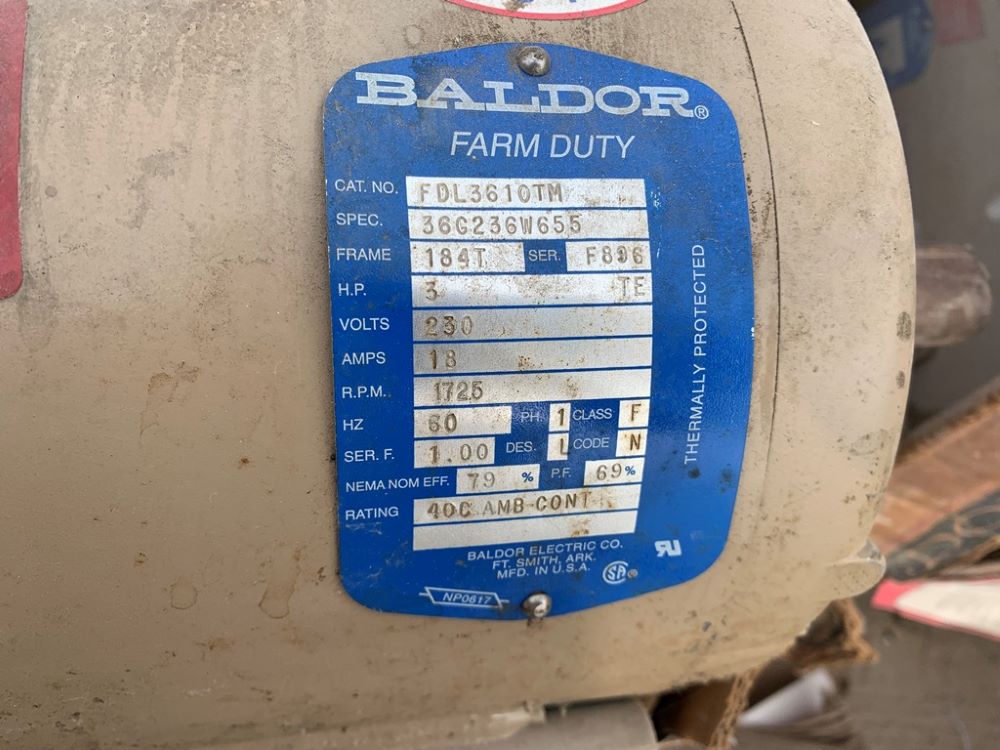 BALDOR®
FARM DUTY
CAT. NO. FDL3610TM
SPEC. 36G236W655
FRAME 184T SER. F896
H.P. 3 TE
VOLTS 230
AMPS 18
R.P.M. 1725
HZ 60 PH. 1 CLASS F
SER. F. 1.00 DES. L CODE N
NEMA NOM EFF. 79 % P.F. 69%
RATING 40C AMB-CONT
BALDOR ELECTRIC CO.
FT. SMITH, ARK.
MFD. IN U.S.A.
NP0617
THERMALLY PROTECTED